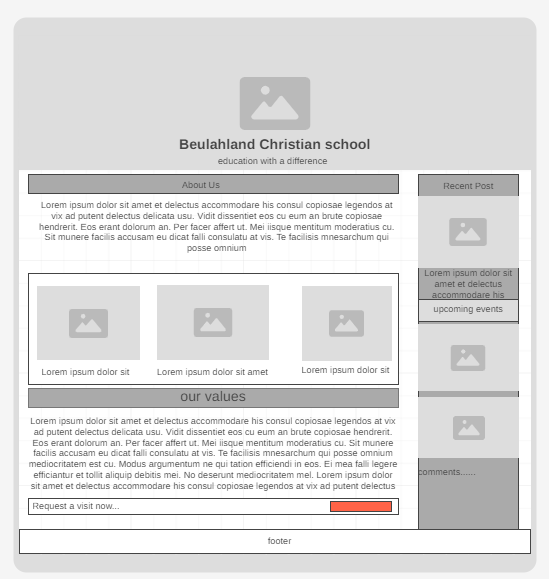 Beulahland Christian school
education with a difference
About Us
Lorem ipsum dolor sit amet et delectus accommodare his consul copiosae legendos at
vix ad putent delectus delicata usu. Vidit dissentiet eos cu eum an brute copiosae
hendrerit. Eos erant dolorum an. Per facer affert ut. Mei iisque mentitum moderatius cu.
Sit munere facilis accusam eu dicat falli consulatu at vis. Te facilisis mnesarchum qui
posse omnium
Lorem ipsum dolor sit
Lorem ipsum dolor sit amet
Lorem ipsum dolor sit
our values
Lorem ipsum dolor sit amet et delectus accommodare his consul copiosae legendos at vix
ad putent delectus delicata usu. Vidit dissentiet eos cu eum an brute copiosae hendrerit.
Eos erant dolorum an. Per facer affert ut. Mei iisque mentitum moderatius cu. Sit munere
facilis accusam eu dicat falli consulatu at vis. Te facilisis mnesarchum qui posse omnium
mediocritatem est cu. Modus argumentum ne qui tation efficiendi in eos. Ei mea falli legere
efficiantur et tollit aliquip debitis mei. No deserunt mediocritatem mel. Lorem ipsum dolor
sit amet et delectus accommodare his consul copiosae legendos at vix ad putent delectus
Request a visit now...
Recent Post
Lorem ipsum dolor sit
amet et delectus
accommodare his
upcoming events
comments......
footer